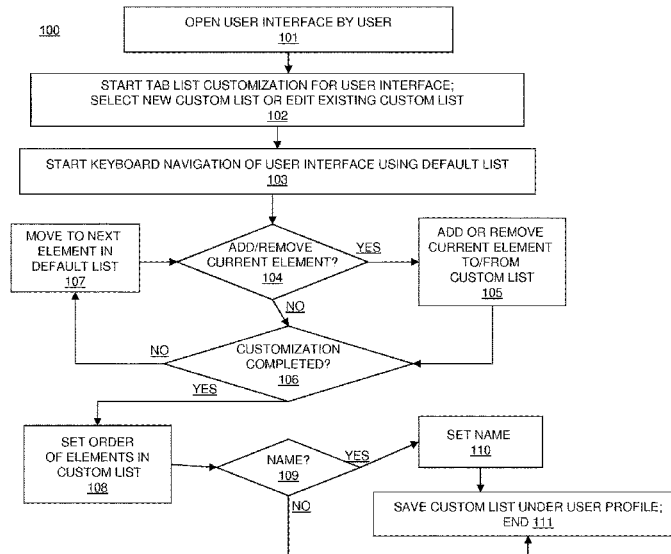 100
OPEN USER INTERFACE BY USER
101
START TAB LIST CUSTOMIZATION FOR USER INTERFACE;
SELECT NEW CUSTOM LIST OR EDIT EXISTING CUSTOM LIST
102
START KEYBOARD NAVIGATION OF USER INTERFACE USING DEFAULT LIST
103
MOVE TO NEXT
ELEMENT IN
DEFAULT LIST
107
ADD/REMOVE
CURRENT ELEMENT?
104
YES
ADD OR REMOVE
CURRENT ELEMENT
TO/FROM
CUSTOM LIST
105
NO
NO
CUSTOMIZATION
COMPLETED?
106
YES
SET ORDER
OF ELEMENTS IN
CUSTOM LIST
108
NAME?
109
YES
SET NAME
110
NO
SAVE CUSTOM LIST UNDER USER PROFILE;
END 111